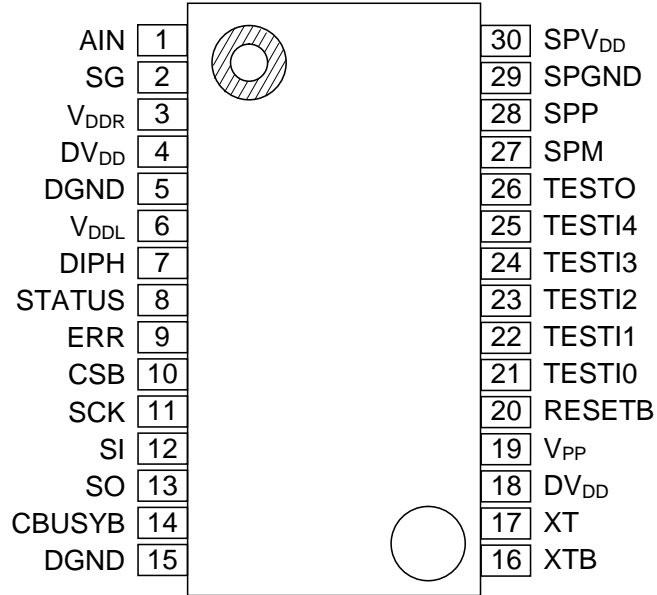 AIN 1 30 SPVDD
SG 2 29 SPGND
VDDR 3 28 SPP
DVDD 4 27 SPM
DGND 5 26 TESTO
VDDL 6 25 TESTI4
DIPH 7 24 TESTI3
STATUS 8 23 TESTI2
ERR 9 22 TESTI1
CSB 10 21 TESTI0
SCK 11 20 RESETB
SI 12 19 VPP
SO 13 18 DVDD
CBUSYB 14 17 XT
DGND 15 16 XTB